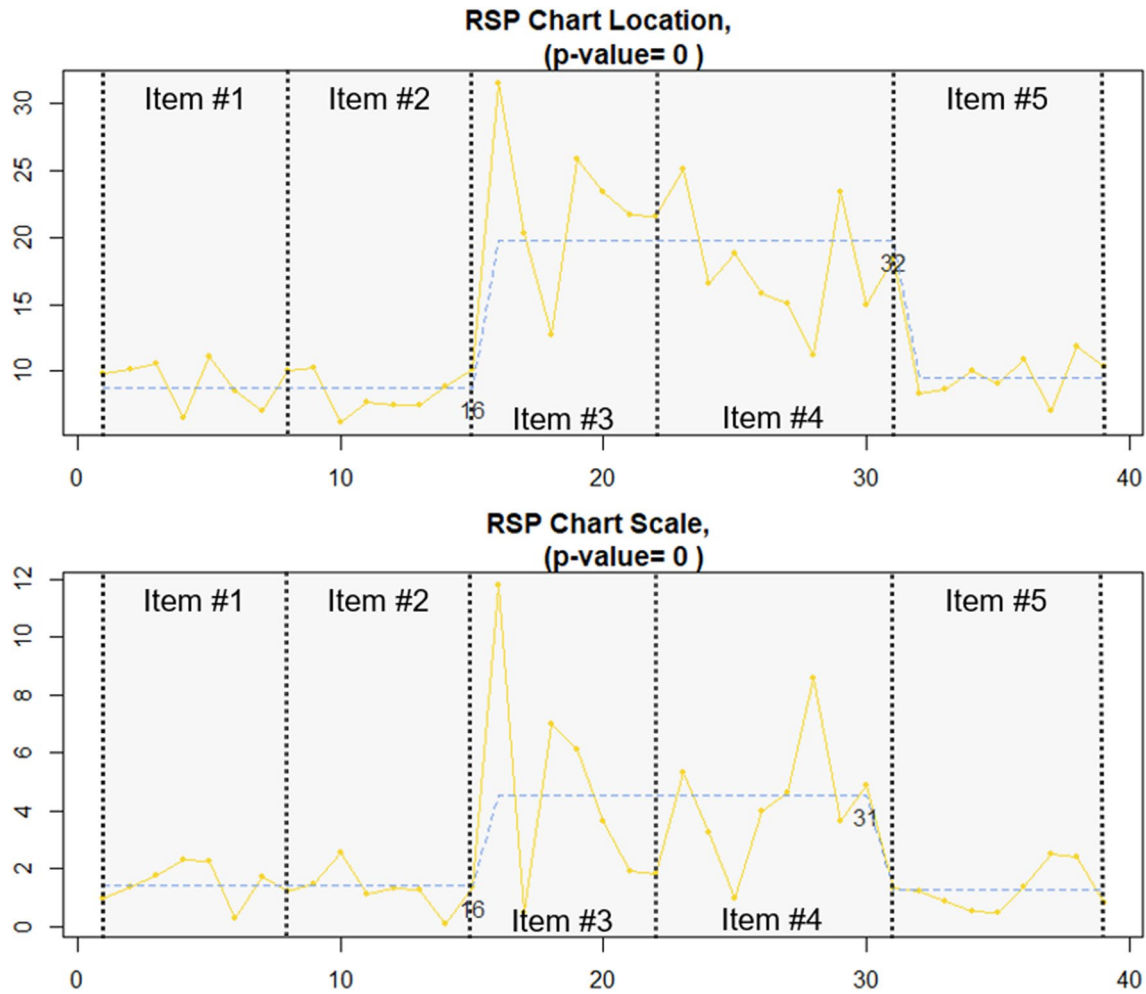 RSP Chart Location,
(p-value= 0 )
Item #1 Item #2 Item #5
30
25
20
15
10
32
16
Item #3 Item #4
0 10 20 30 40
RSP Chart Scale,
(p-value= 0 )
Item #1 Item #2 Item #5
12
10
8
6
4
2
0
31
16
Item #3 Item #4
0 10 20 30 40